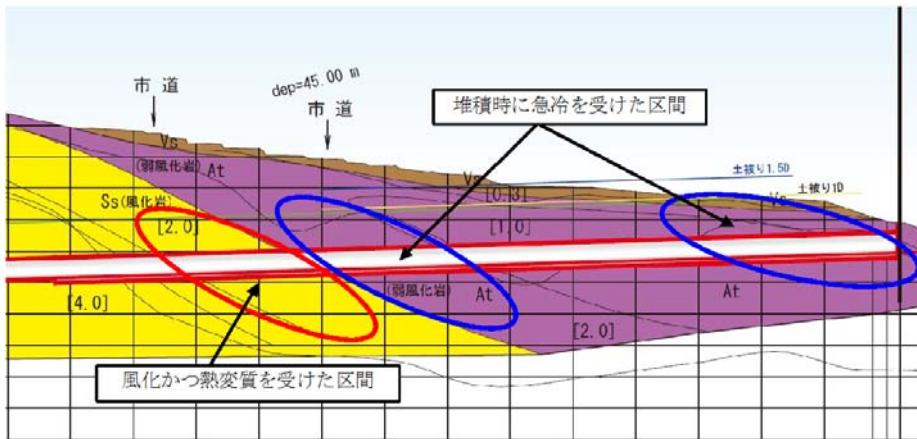 市 道
dep=45.00 m
市 道
堆積時に急冷を受けた区間
Vs
(弱風化岩) At
土被り1.5D
Vs
土被り1D
Ss(風化岩)
[0.3]
Vs
[2.0]
[1.0]
[4.0]
(弱風化岩) At
At
[2.0]
風化かつ熱変質を受けた区間